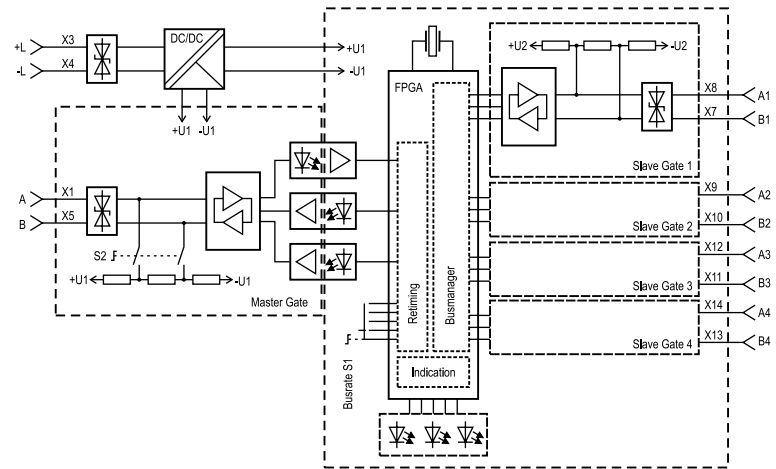 +L X3 DC/DC +U1
-L X4 -U1
+U1 -U1
FPGA
+U2 -U2
X8 A1
X7 B1
Slave Gate 1
A X1
B X5
S2
+U1 -U1
Master Gate
X9 A2
X10 B2
Slave Gate 2
X12 A3
X11 B3
Slave Gate 3
X14 A4
X13 B4
Slave Gate 4
Retiming
Busmanager
Busrate S1
Indication